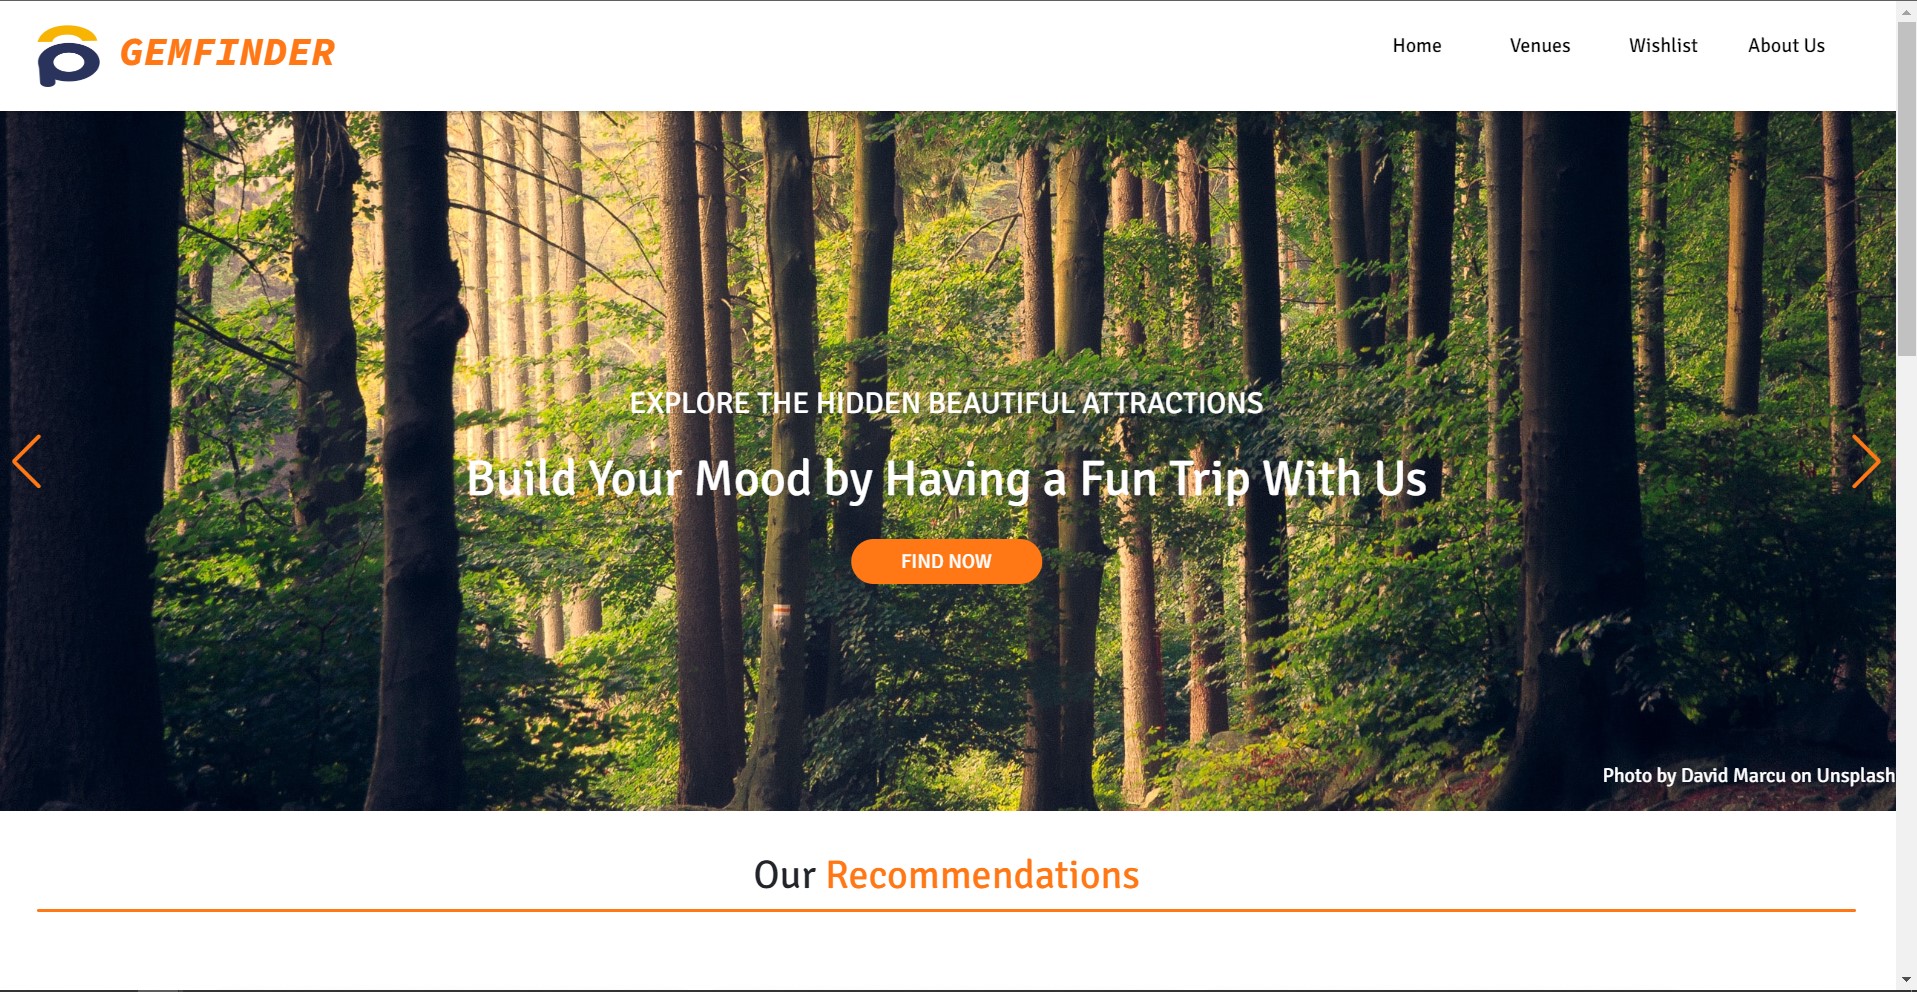 GEMFINDER
Home
Venues
Wishlist
About Us
EXPLORE THE HIDDEN BEAUTIFUL ATTRACTIONS
Build Your Mood by Having a Fun Trip With Us
FIND NOW
Photo by David Marcu on Unsplash
Our Recommendations